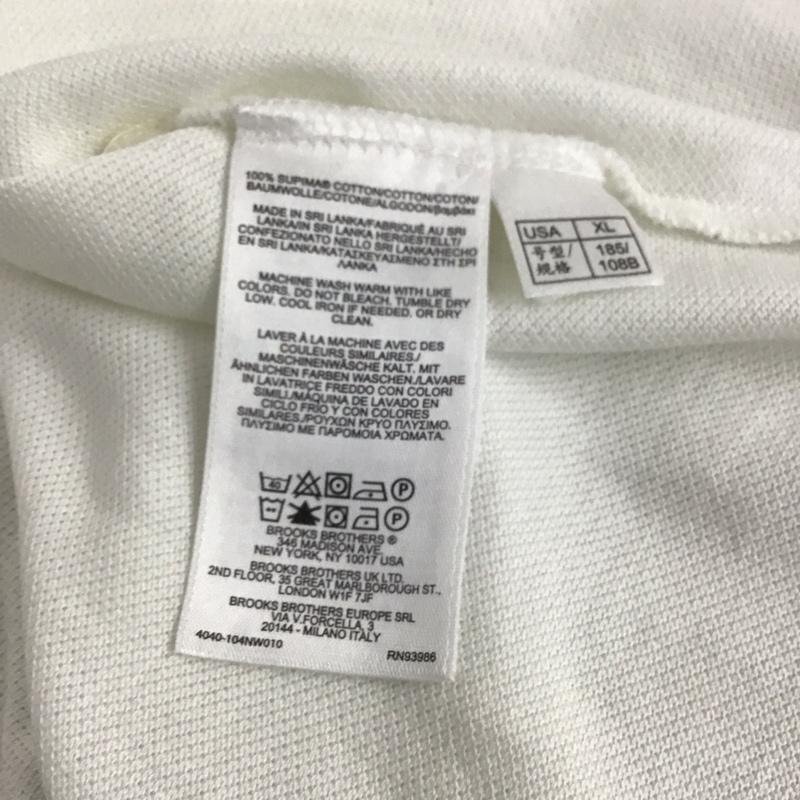 100% SUPIMA® COTTON/COTTON/COTON/
BAUMWOLLE/COTONE/ALGODON/βαμβάκι
MADE IN SRI LANKA/FABRIQUÉ AU SRI
LANKA/IN SRI LANKA HERGESTELLT/
CONFEZIONATO NELLO SRI LANKA/HECHO
EN SRI LANKA/ΚΑΤΑΣΚΕΥΑΣΜΕΝΟ ΣΤΗ ΣΡΙ
ΛΑΝΚΑ
MACHINE WASH WARM WITH LIKE
COLORS. DO NOT BLEACH. TUMBLE DRY
LOW. COOL IRON IF NEEDED. OR DRY
CLEAN.
LAVER À LA MACHINE AVEC DES
COULEURS SIMILAIRES./
MASCHINENWÄSCHE KALT. MIT
ÄHNLICHEN FARBEN WASCHEN./LAVARE
IN LAVATRICE FREDDO CON COLORI
SIMILI./MÁQUINA DE LAVADO EN
CICLO FRÍO Y CON COLORES
SIMILARES./ΡΟΥΧΩΝ ΚΡΥΟ ΠΛΥΣΙΜΟ.
ΠΛΥΣΙΜΟ ΜΕ ΠΑΡΟΜΟΙΑ ΧΡΩΜΑΤΑ.
40 P
P
BROOKS BROTHERS ®
346 MADISON AVE.
NEW YORK, NY 10017 USA
BROOKS BROTHERS UK LTD.
2ND FLOOR, 35 GREAT MARLBOROUGH ST.,
LONDON W1F 7JF
BROOKS BROTHERS EUROPE SRL
VIA V.FORCELLA, 3
20144 - MILANO ITALY
4040-104NW010
RN93986
USA XL
号型/ 185/
规格 108B